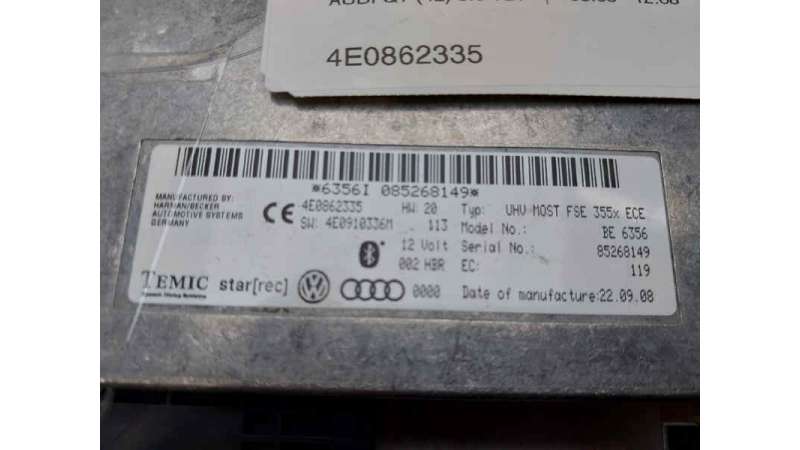 4E0862335
*6356I 085268149*
MANUFACTURED BY:
HARMAN/BECKER
AUTOMOTIVE SYSTEMS
GERMANY
CE
4E0862335 HW: 20
SW: 4E0910336M . 113
12 Volt
002 HBR
Typ: UHV MOST FSE 355x ECE
Model No.: BE 6356
Serial No.: 85268149
EC: 119
TEMIC
star[rec]
0000
Date of manufacture: 22.09.08